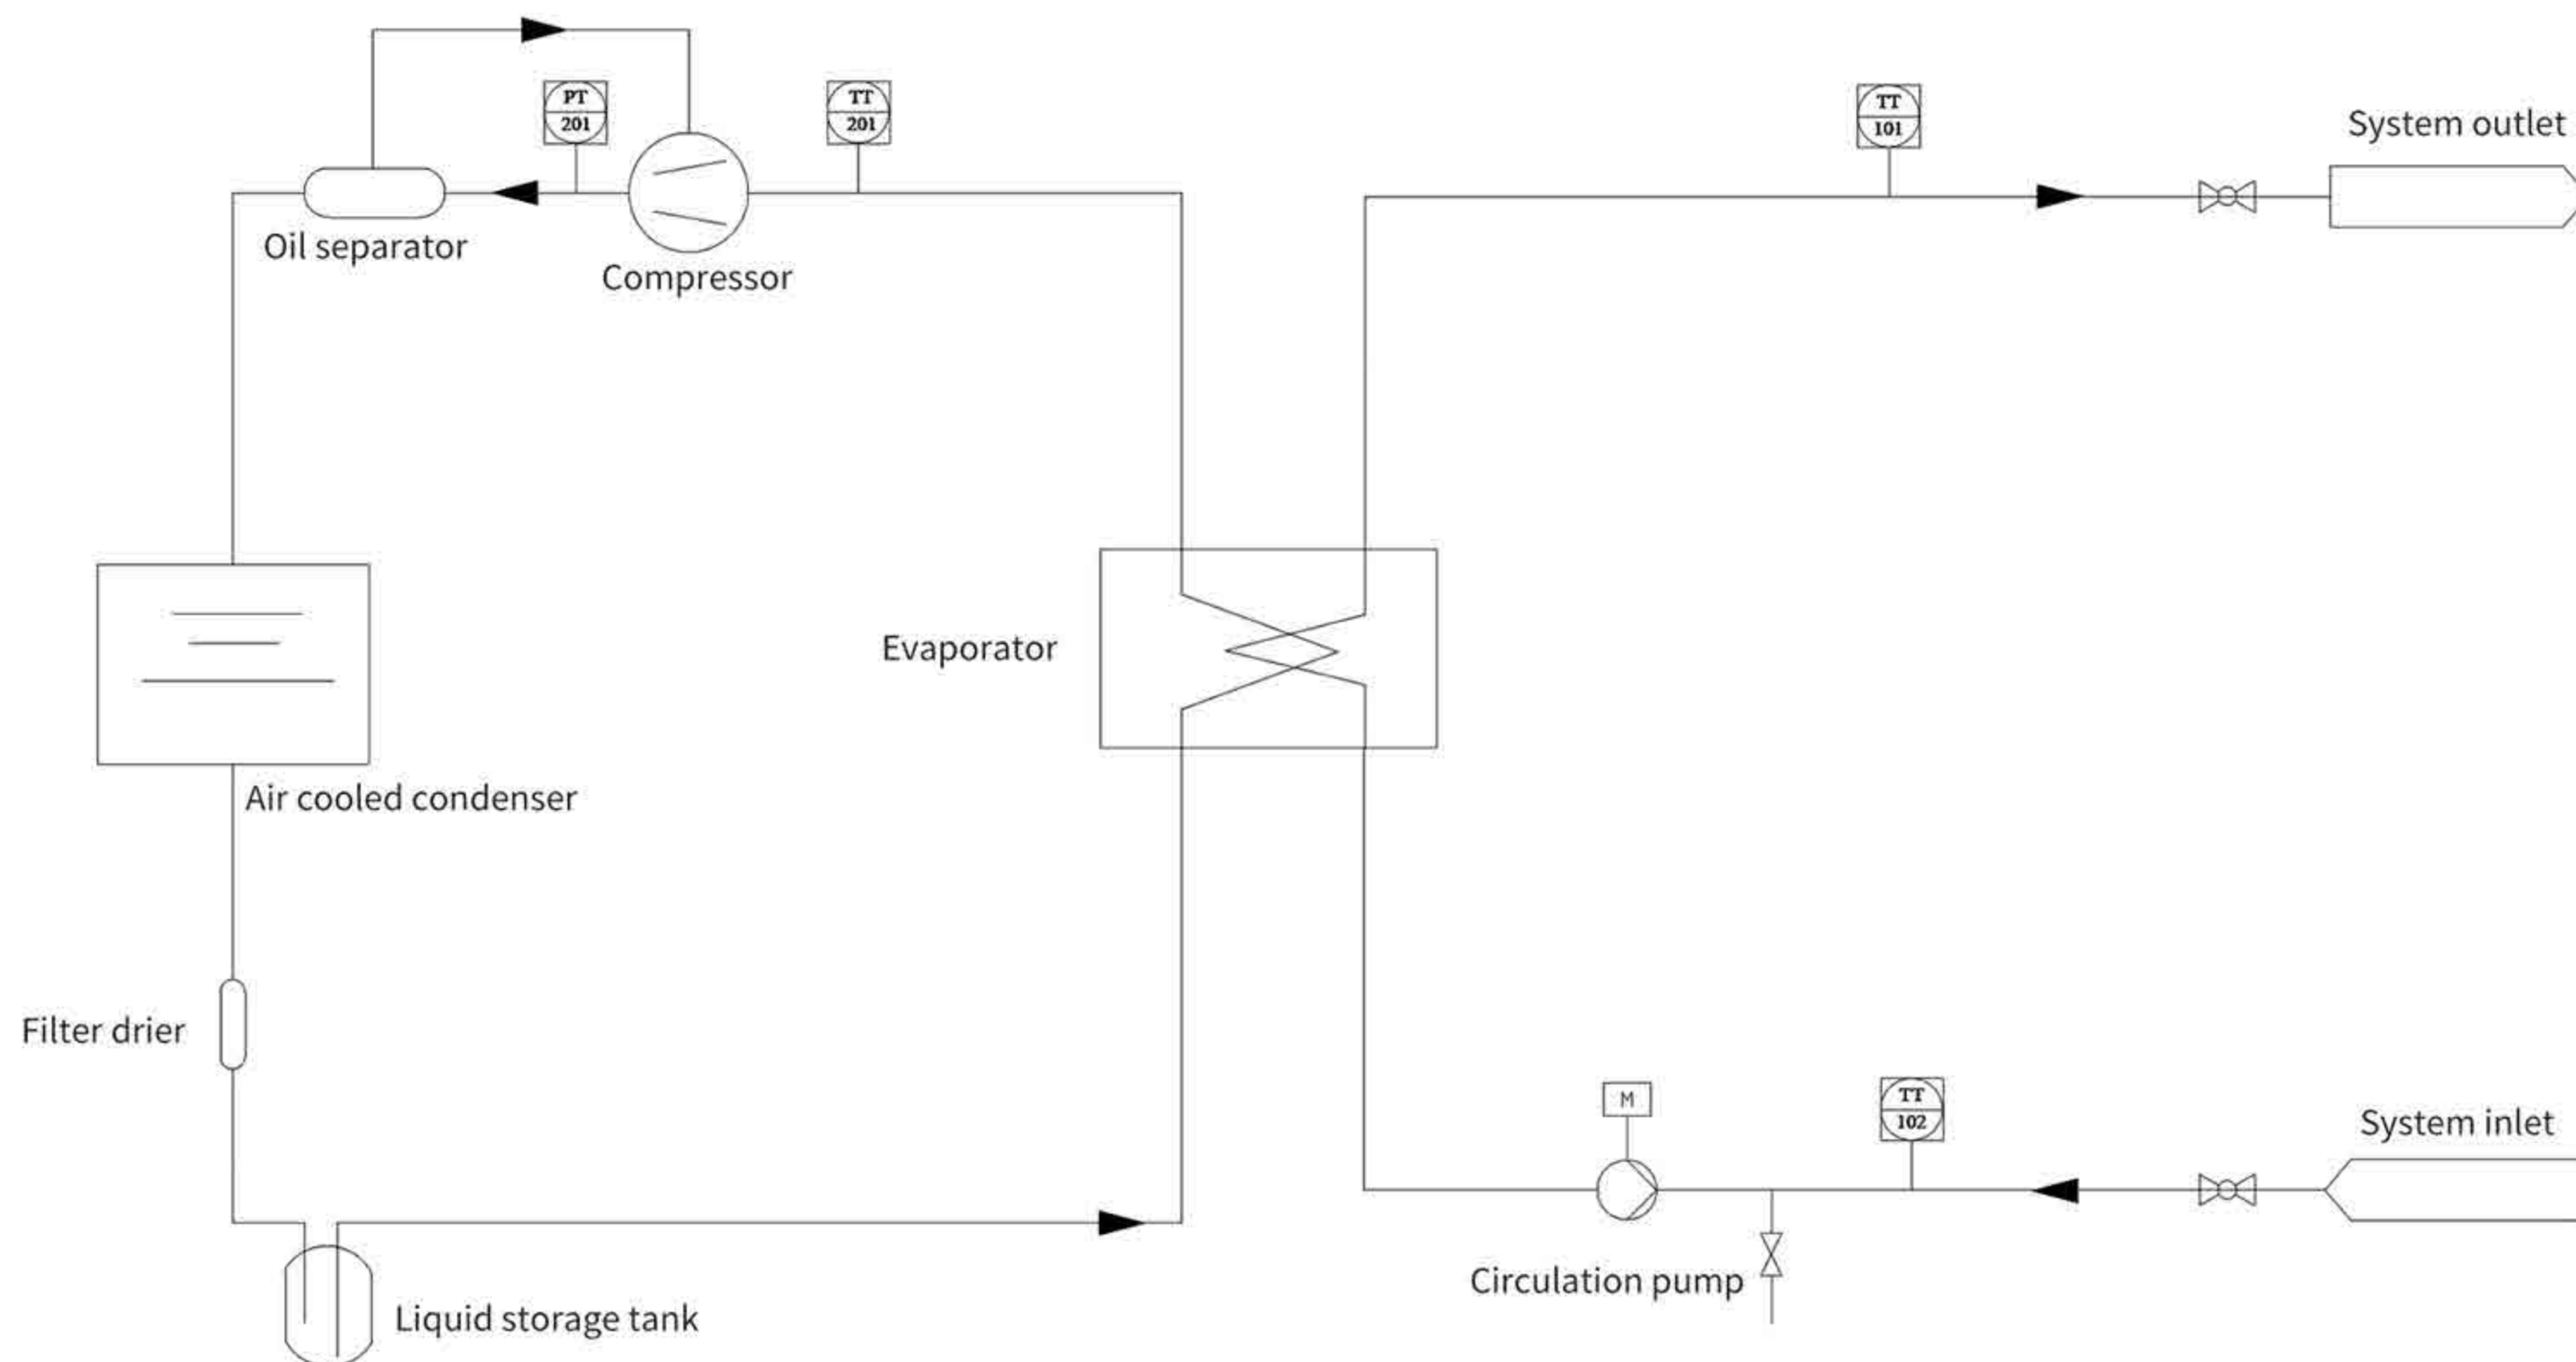 PT
201
TT
201
TT
101
System outlet
Oil separator
Compressor
Evaporator
Air cooled condenser
Filter drier
M
TT
102
System inlet
Circulation pump
Liquid storage tank